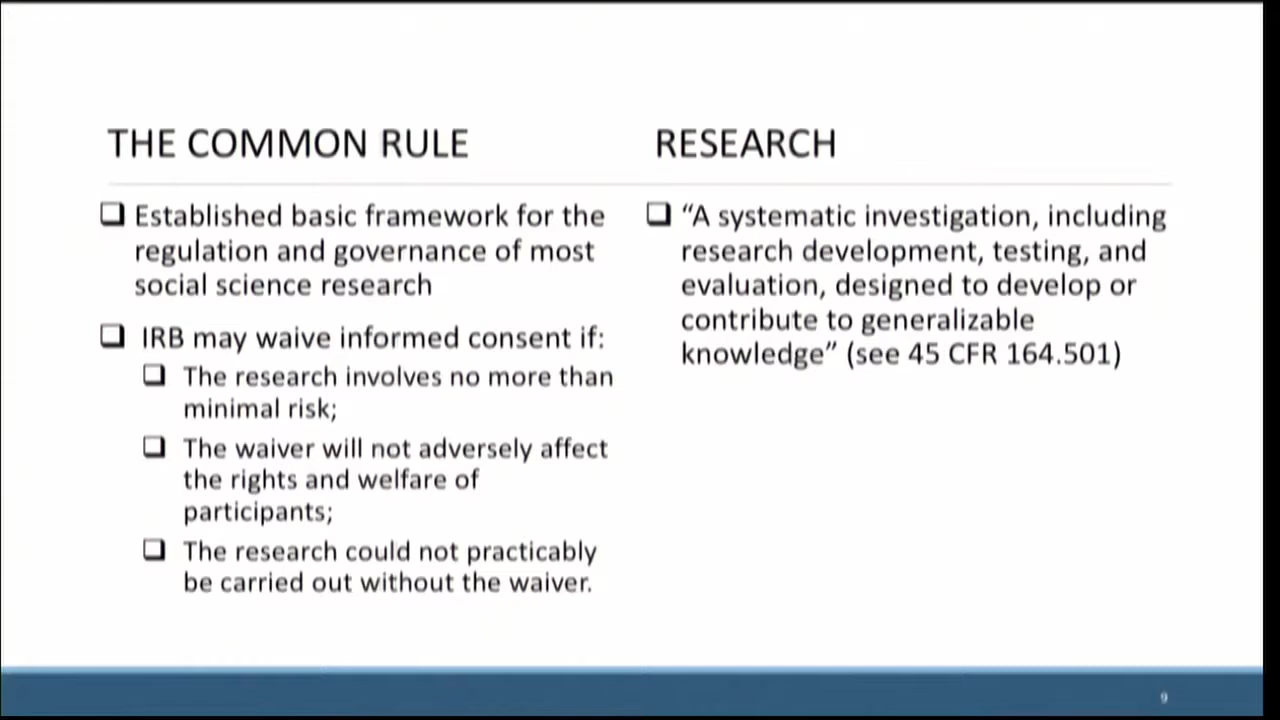 THE COMMON RULE
Established basic framework for the
regulation and governance of most
social science research
IRB may waive informed consent if:
The research involves no more than
minimal risk;
The waiver will not adversely affect
the rights and welfare of
participants;
The research could not practicably
be carried out without the waiver.
RESEARCH
“A systematic investigation, including
research development, testing, and
evaluation, designed to develop or
contribute to generalizable
knowledge” (see 45 CFR 164.501)
9